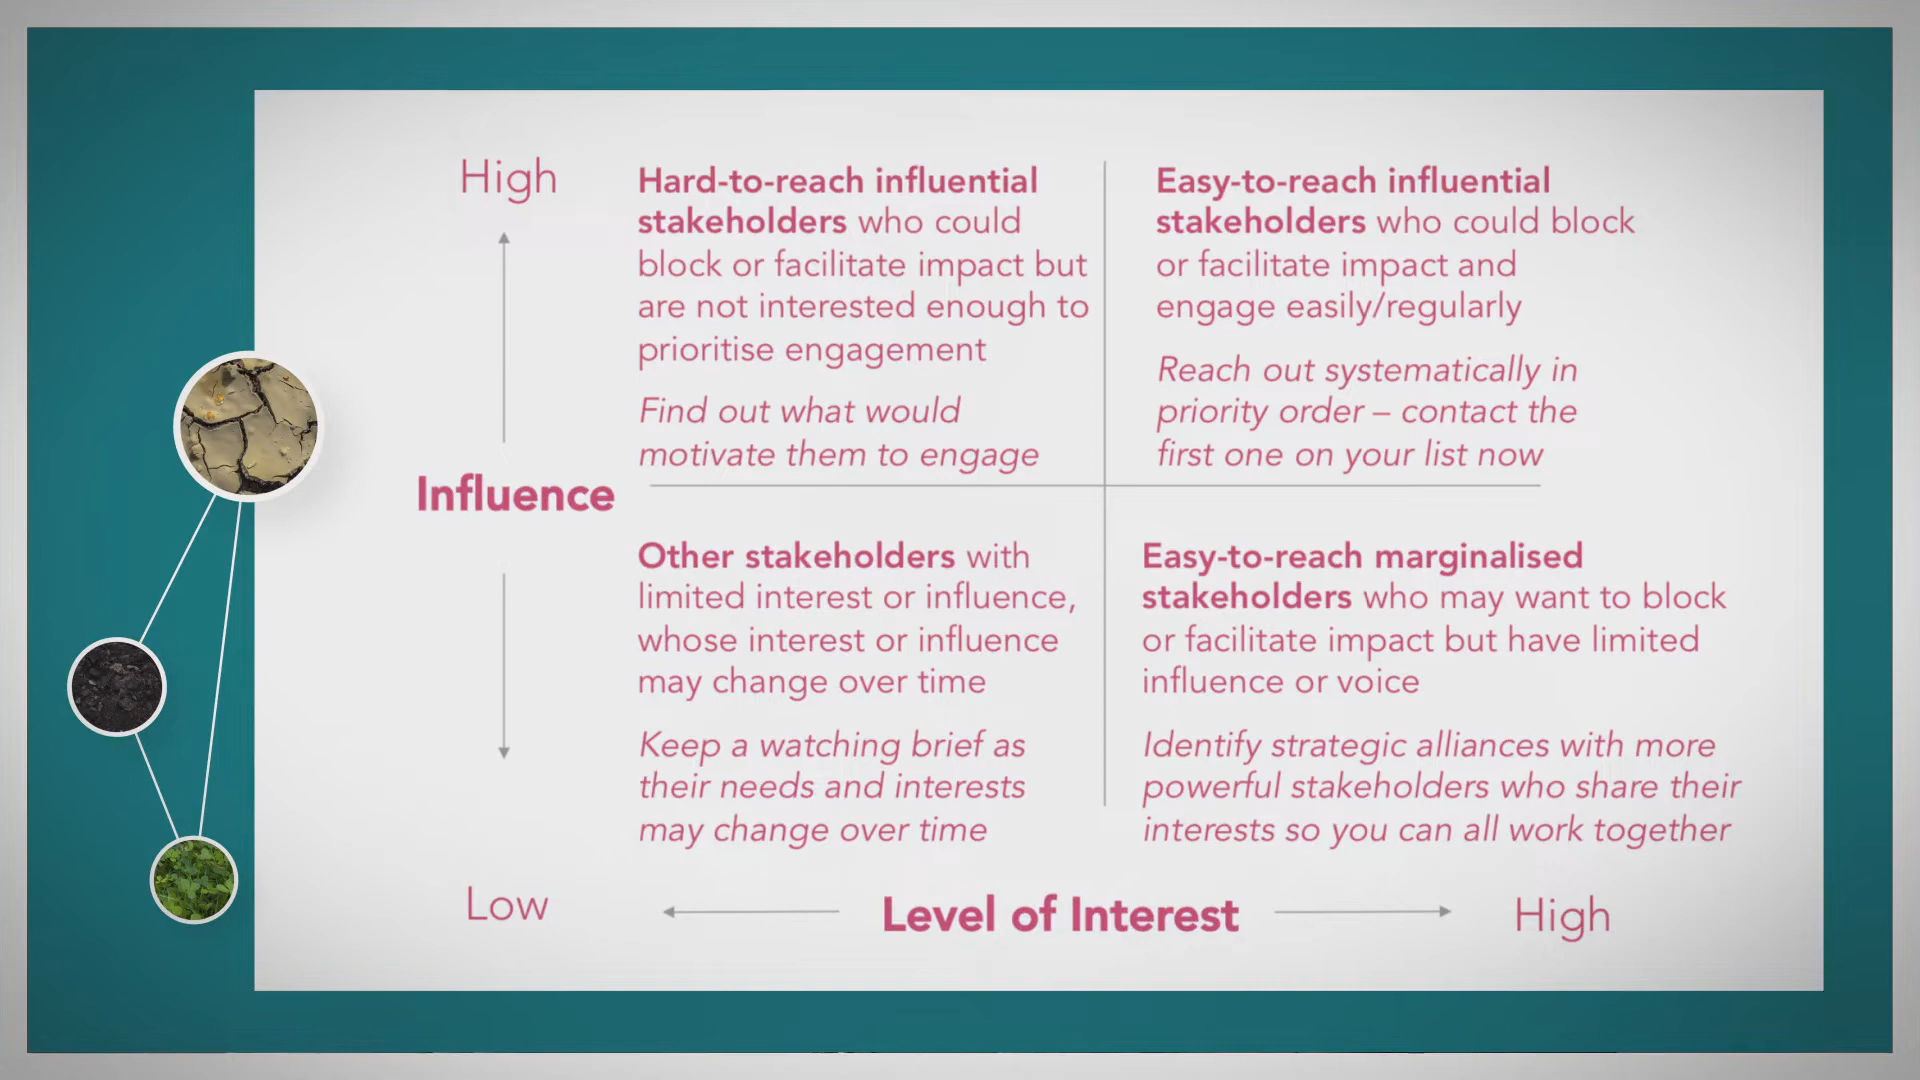 High
Hard-to-reach influential
stakeholders who could
block or facilitate impact but
are not interested enough to
prioritise engagement
Find out what would
motivate them to engage
Easy-to-reach influential
stakeholders who could block
or facilitate impact and
engage easily/regularly
Reach out systematically in
priority order – contact the
first one on your list now
Influence
Other stakeholders with
limited interest or influence,
whose interest or influence
may change over time
Keep a watching brief as
their needs and interests
may change over time
Easy-to-reach marginalised
stakeholders who may want to block
or facilitate impact but have limited
influence or voice
Identify strategic alliances with more
powerful stakeholders who share their
interests so you can all work together
Low
Level of Interest
High